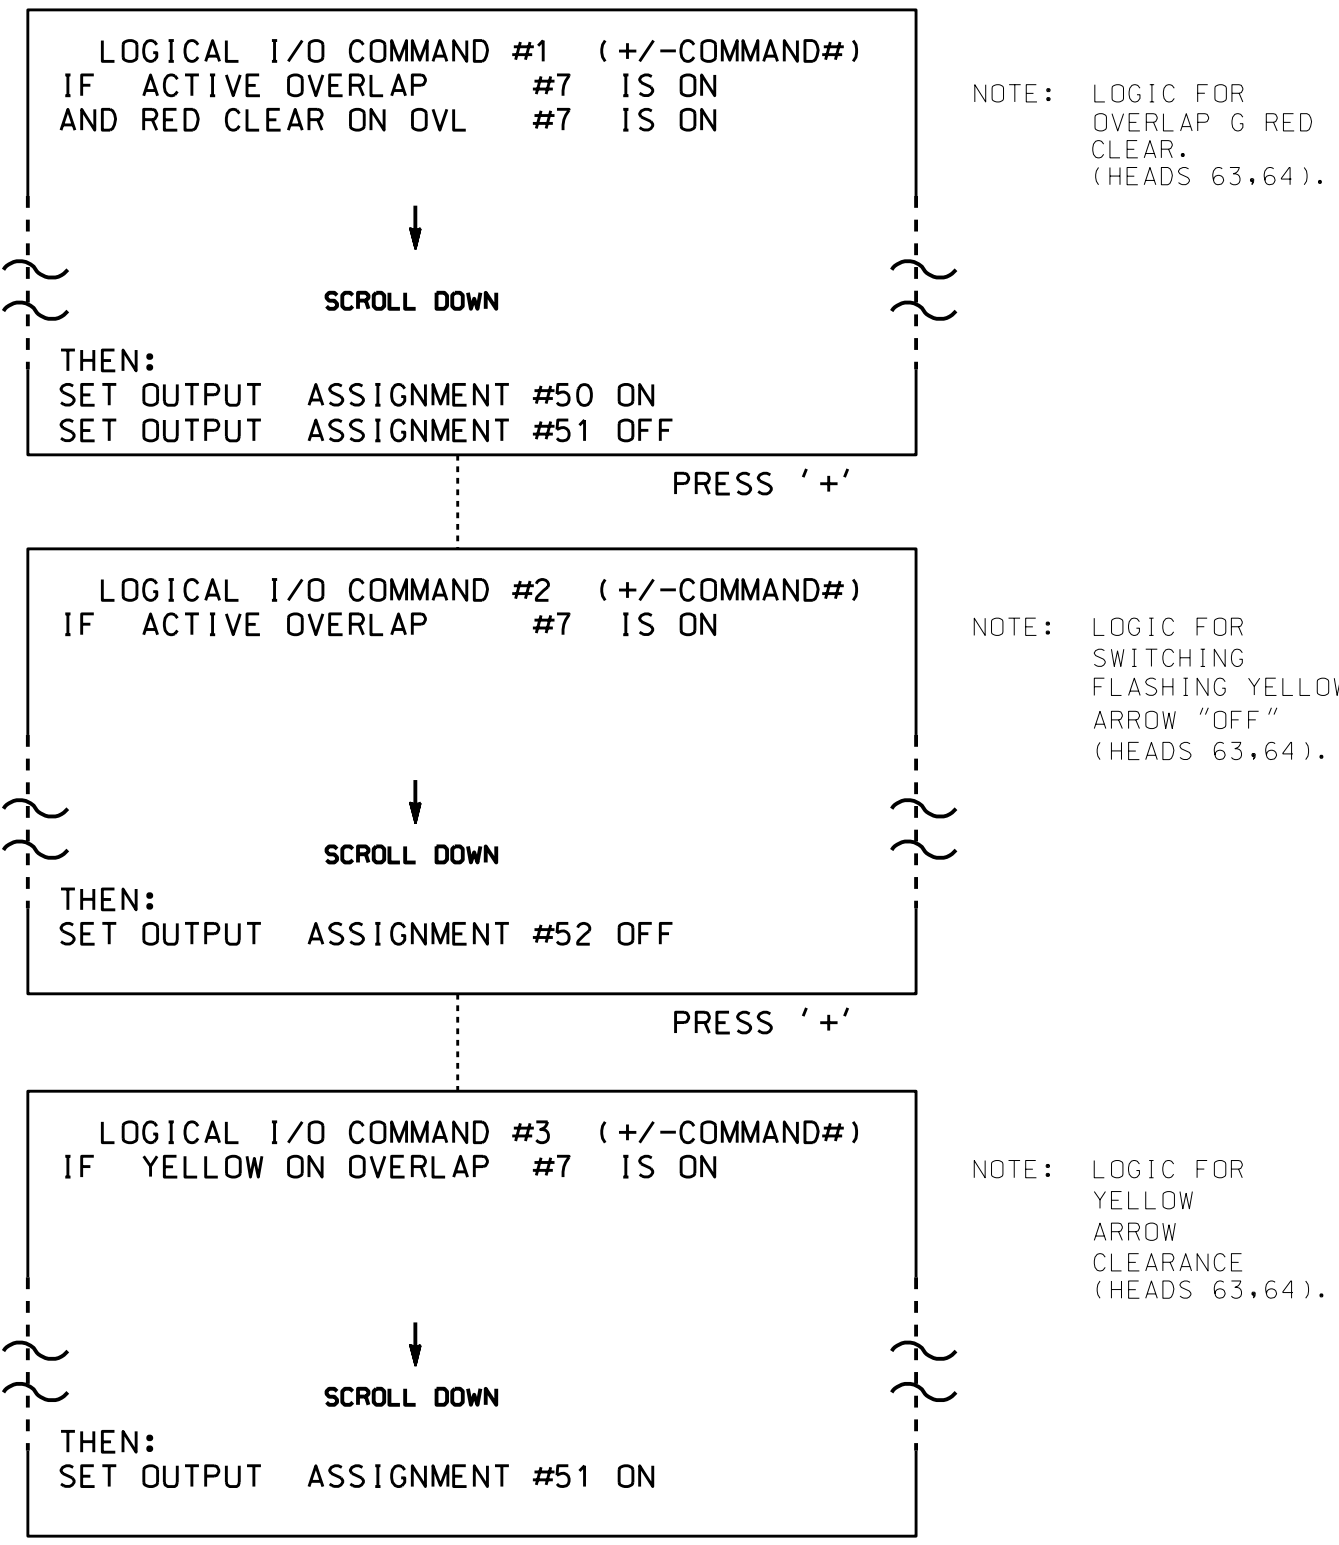 LOGICAL I/O COMMAND #1 (+/-COMMAND#)
IF ACTIVE OVERLAP #7 IS ON
AND RED CLEAR ON OVL #7 IS ON
NOTE: LOGIC FOR
OVERLAP G RED
CLEAR.
(HEADS 63,64).
SCROLL DOWN
THEN:
SET OUTPUT ASSIGNMENT #50 ON
SET OUTPUT ASSIGNMENT #51 OFF
PRESS '+'
LOGICAL I/O COMMAND #2 (+/-COMMAND#)
IF ACTIVE OVERLAP #7 IS ON
NOTE: LOGIC FOR
SWITCHING
FLASHING YELLOW
ARROW "OFF"
(HEADS 63,64).
SCROLL DOWN
THEN:
SET OUTPUT ASSIGNMENT #52 OFF
PRESS '+'
LOGICAL I/O COMMAND #3 (+/-COMMAND#)
IF YELLOW ON OVERLAP #7 IS ON
NOTE: LOGIC FOR
YELLOW
ARROW
CLEARANCE
(HEADS 63,64).
SCROLL DOWN
THEN:
SET OUTPUT ASSIGNMENT #51 ON